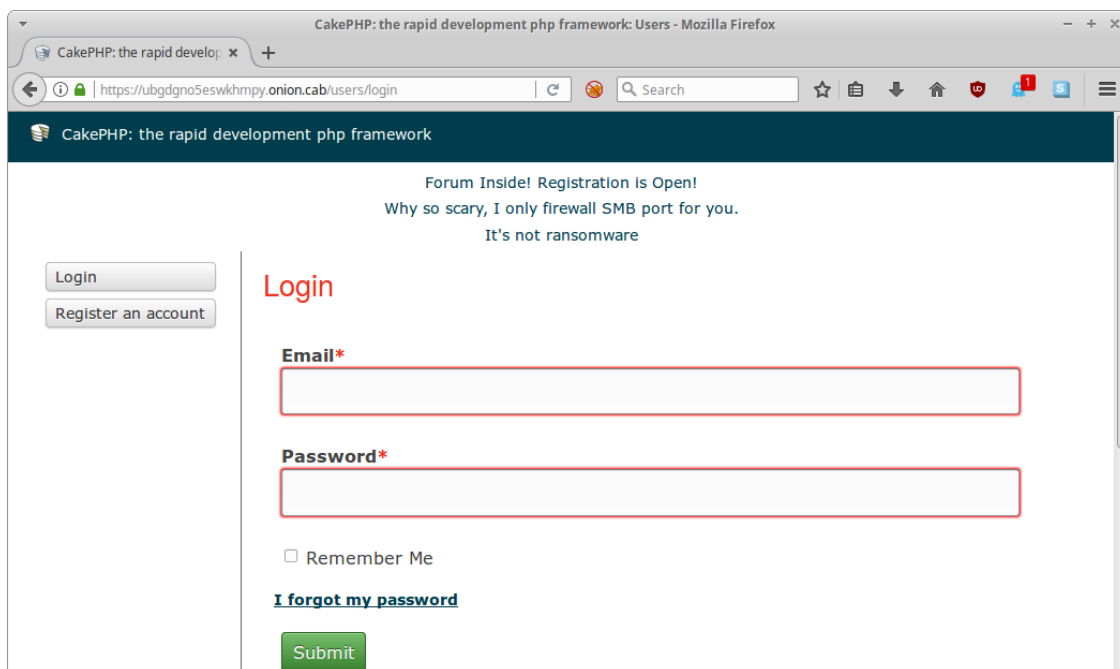 CakePHP: the rapid development php framework: Users - Mozilla Firefox
CakePHP: the rapid develop
https://ubgdgno5eswkhmpy.onion.cab/users/login
Search
1
S
CakePHP: the rapid development php framework
Forum Inside! Registration is Open!
Why so scary, I only firewall SMB port for you.
It's not ransomware
Login
Register an account
Login
Email*
Password*
Remember Me
I forgot my password
Submit